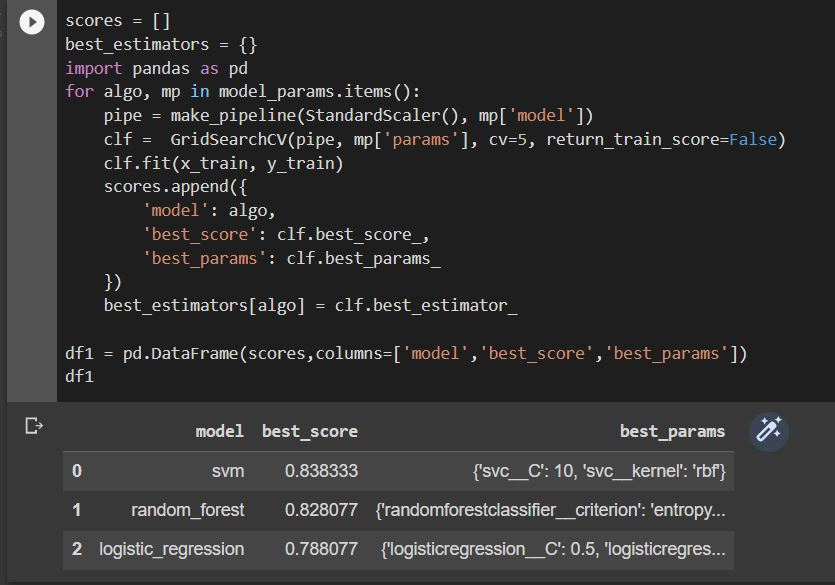 scores = []
best_estimators = {}
import pandas as pd
for algo, mp in model_params.items():
    pipe = make_pipeline(StandardScaler(), mp['model'])
    clf =  GridSearchCV(pipe, mp['params'], cv=5, return_train_score=False)
    clf.fit(x_train, y_train)
    scores.append({
        'model': algo,
        'best_score': clf.best_score_,
        'best_params': clf.best_params_
    })
    best_estimators[algo] = clf.best_estimator_
df1 = pd.DataFrame(scores,columns=['model','best_score','best_params'])
df1
model best_score best_params
0 svm 0.838333 {'svc__C': 10, 'svc__kernel': 'rbf'}
1 random_forest 0.828077 {'randomforestclassifier__criterion': 'entropy...
2 logistic_regression 0.788077 {'logisticregression__C': 0.5, 'logisticregres...